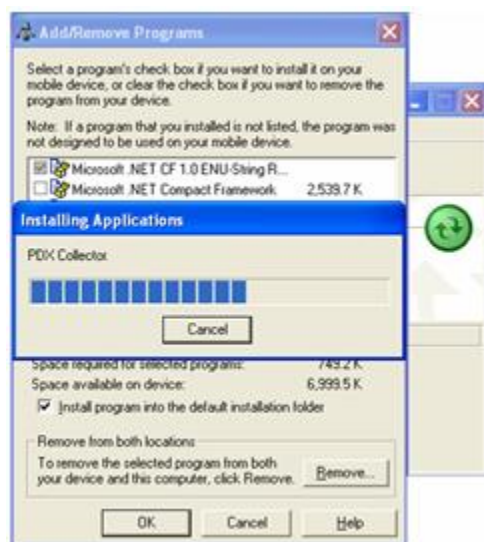 Add/Remove Programs
Select a program's check box if you want to install it on your
mobile device, or clear the check box if you want to remove the
program from your device.
Note: If a program that you installed is not listed, the program was
not designed to be used on your mobile device.
Microsoft .NET CF 1.0 ENU-String R...
Microsoft .NET Compact Framework 2,539.7 K
Installing Applications
PDX Collector
Cancel
Space required for selected programs: 749.2 K
Space available on device: 6,999.5 K
Install program into the default installation folder
Remove from both locations
To remove the selected program from both
your device and this computer, click Remove.
Remove...
OK Cancel Help